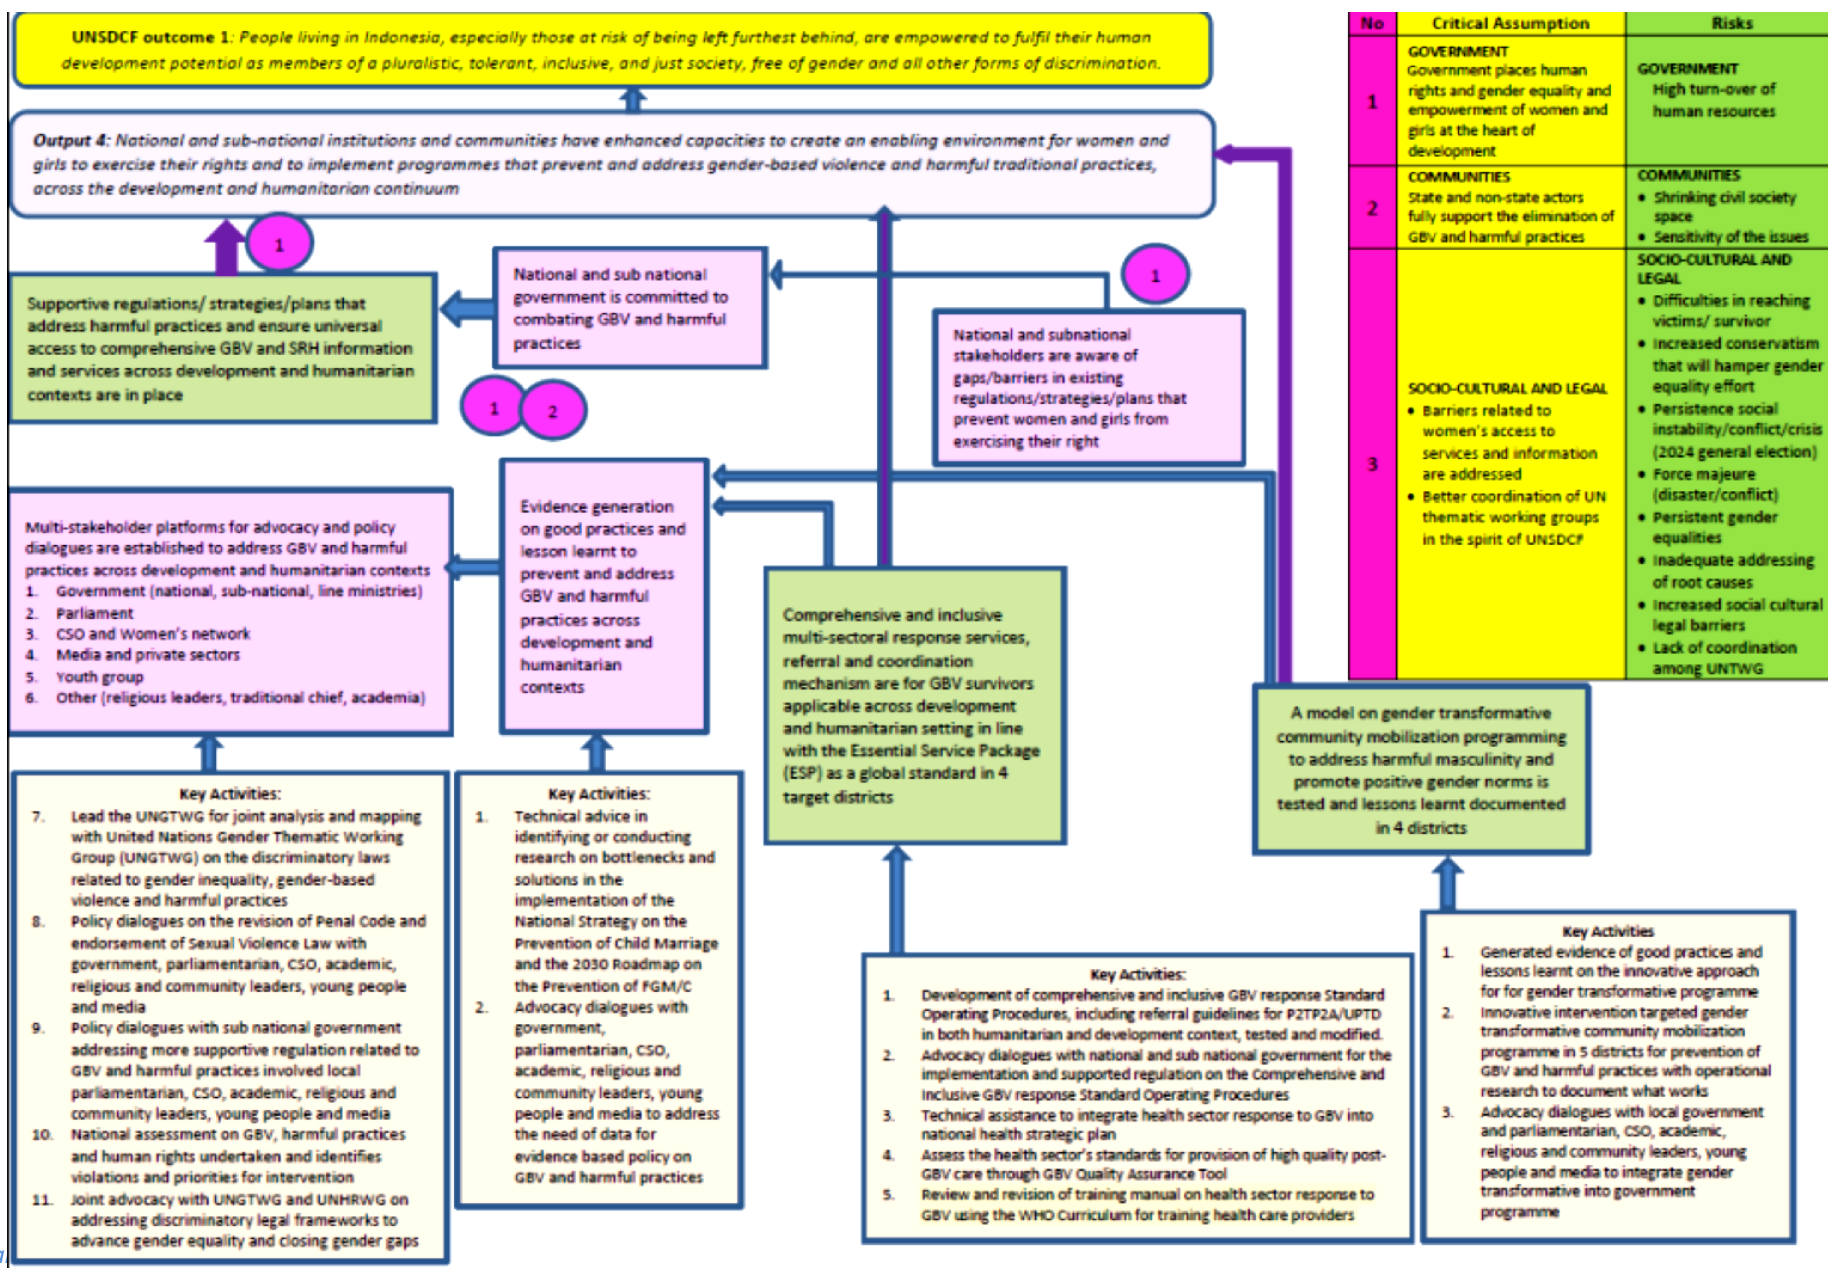 UNSDCF outcome 1: People living in Indonesia, especially those at risk of being left furthest behind, are empowered to fulfil their human
development potential as members of a pluralistic, tolerant, inclusive, and just society, free of gender and all other forms of discrimination.
Output 4: National and sub-national institutions and communities have enhanced capacities to create an enabling environment for women and
girls to exercise their rights and to implement programmes that prevent and address gender-based violence and harmful traditional practices,
across the development and humanitarian continuum
1
Supportive regulations/ strategies/plans that
address harmful practices and ensure universal
access to comprehensive GBV and SRH information
and services across development and humanitarian
contexts are in place
National and sub national
government is committed to
combating GBV and harmful
practices
1
National and subnational
stakeholders are aware of
gaps/barriers in existing
regulations/strategies/plans that
prevent women and girls from
exercising their right
1
2
Multi-stakeholder platforms for advocacy and policy
dialogues are established to address GBV and harmful
practices across development and humanitarian contexts
1. Government (national, sub-national, line ministries)
2. Parliament
3. CSO and Women's network
4. Media and private sectors
5. Youth group
6. Other (religious leaders, traditional chief, academia)
Evidence generation
on good practices and
lesson learnt to
prevent and address
GBV and harmful
practices across
development and
humanitarian
contexts
Comprehensive and inclusive
multi-sectoral response services,
referral and coordination
mechanism are for GBV survivors
applicable across development
and humanitarian setting in line
with the Essential Service Package
(ESP) as a global standard in 4
target districts
A model on gender transformative
community mobilization programming
to address harmful masculinity and
promote positive gender norms is
tested and lessons learnt documented
in 4 districts
Key Activities:
7. Lead the UNGTWG for joint analysis and mapping
with United Nations Gender Thematic Working
Group (UNGTWG) on the discriminatory laws
related to gender inequality, gender-based
violence and harmful practices
8. Policy dialogues on the revision of Penal Code and
endorsement of Sexual Violence Law with
government, parliamentarian, CSO, academic,
religious and community leaders, young people
and media
9. Policy dialogues with sub national government
addressing more supportive regulation related to
GBV and harmful practices involved local
parliamentarian, CSO, academic, religious and
community leaders, young people and media
10. National assessment on GBV, harmful practices
and human rights undertaken and identifies
violations and priorities for intervention
11. Joint advocacy with UNGTWG and UNHRWG on
addressing discriminatory legal frameworks to
advance gender equality and closing gender gaps
Key Activities:
1. Technical advice in
identifying or conducting
research on bottlenecks and
solutions in the
implementation of the
National Strategy on the
Prevention of Child Marriage
and the 2030 Roadmap on
the Prevention of FGM/C
2. Advocacy dialogues with
government,
parliamentarian, CSO,
academic, religious and
community leaders, young
people and media to address
the need of data for
evidence based policy on
GBV and harmful practices
Key Activities:
1. Development of comprehensive and inclusive GBV response Standard
Operating Procedures, including referral guidelines for P2TP2A/UPTD
in both humanitarian and development context, tested and modified.
2. Advocacy dialogues with national and sub national government for the
implementation and supported regulation on the Comprehensive and
Inclusive GBV response Standard Operating Procedures
3. Technical assistance to integrate health sector response to GBV into
national health strategic plan
4. Assess the health sector's standards for provision of high quality post-
GBV care through GBV Quality Assurance Tool
5. Review and revision of training manual on health sector response to
GBV using the WHO Curriculum for training health care providers
Key Activities
1. Generated evidence of good practices and
lessons learnt on the innovative approach
for for gender transformative programme
2. Innovative intervention targeted gender
transformative community mobilization
programme in 5 districts for prevention of
GBV and harmful practices with operational
research to document what works
3. Advocacy dialogues with local government
and parliamentarian, CSO, academic,
religious and community leaders, young
people and media to integrate gender
transformative into government
programme
No Critical Assumption Risks
1
GOVERNMENT
Government places human
rights and gender equality and
empowerment of women and
girls at the heart of
development
GOVERNMENT
High turn-over of
human resources
2
COMMUNITIES
State and non-state actors
fully support the elimination of
GBV and harmful practices
COMMUNITIES
• Shrinking civil society
space
• Sensitivity of the issues
3
SOCIO-CULTURAL AND LEGAL
• Barriers related to
women's access to
services and information
are addressed
• Better coordination of UN
thematic working groups
in the spirit of UNSDCF
SOCIO-CULTURAL AND
LEGAL
• Difficulties in reaching
victims/ survivor
• Increased conservatism
that will hamper gender
equality effort
• Persistence social
instability/conflict/crisis
(2024 general election)
• Force majeure
(disaster/conflict)
• Persistent gender
equalities
• Inadequate addressing
of root causes
• Increased social cultural
legal barriers
• Lack of coordination
among UNTWG